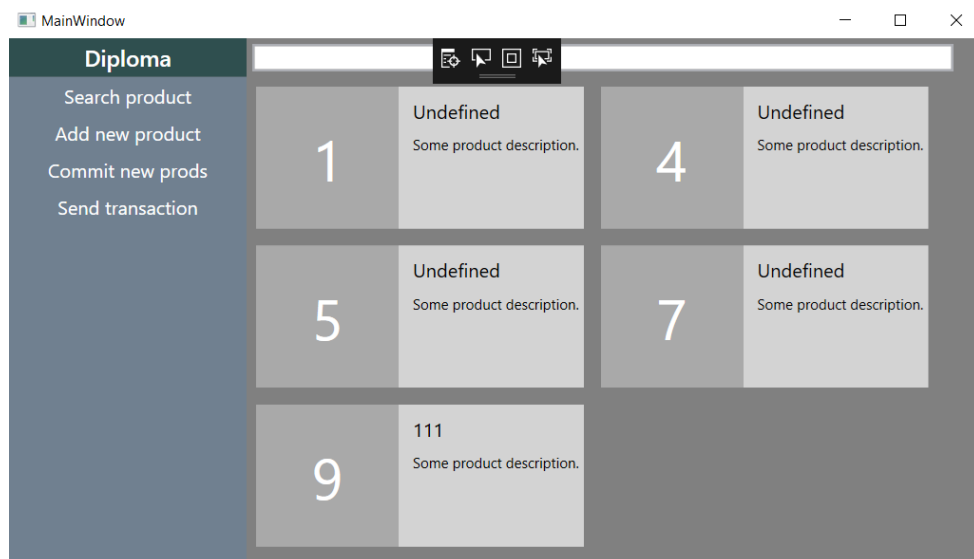 MainWindow
Diploma
Search product
Add new product
Commit new prods
Send transaction
1
Undefined
Some product description.
4
Undefined
Some product description.
5
Undefined
Some product description.
7
Undefined
Some product description.
9
111
Some product description.